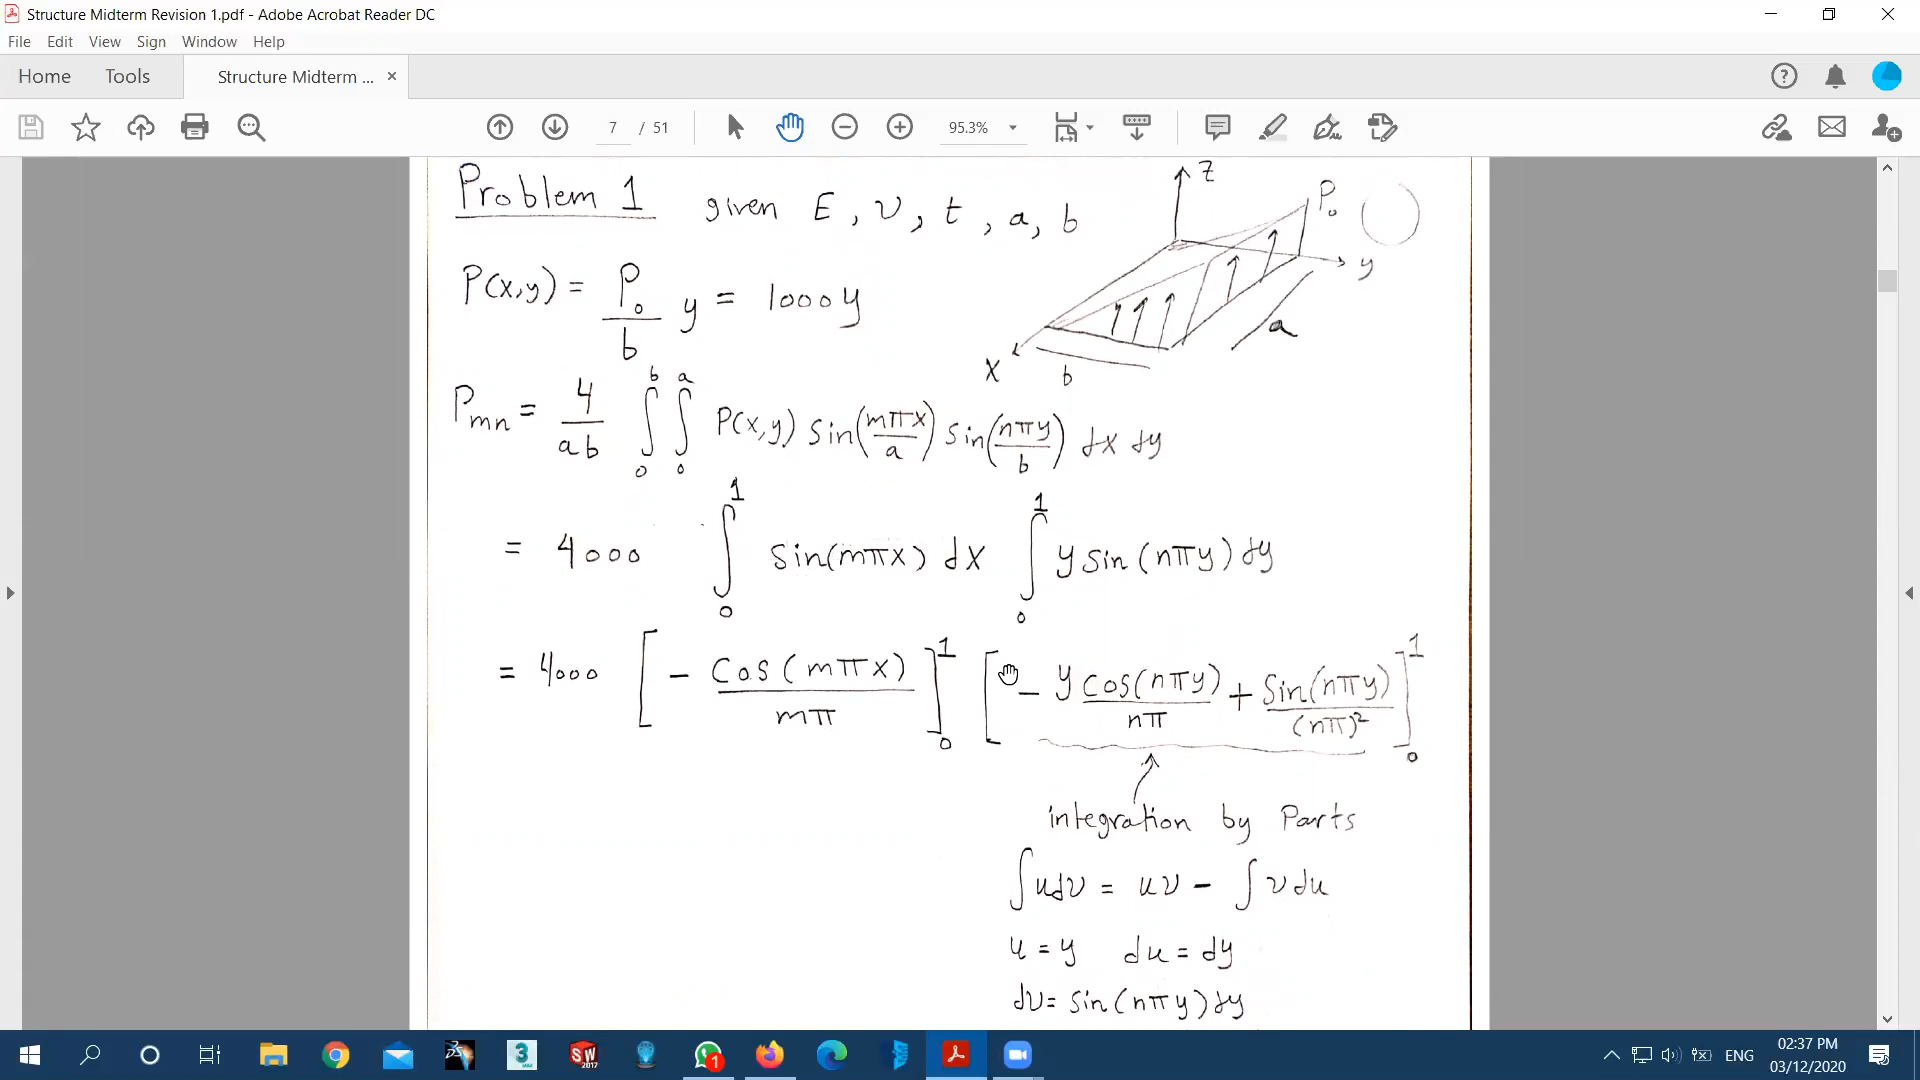 Structure Midterm Revision 1.pdf - Adobe Acrobat Reader DC
File Edit View Sign Window Help
Home Tools Structure Midterm ... ×
7 / 51 95.3%
Problem 1 given E, ν, t, a, b
P(x,y) = P₀/b y = 1000y
Z
P₀
y
a
X
b
Pmn = 4/ab ∫₀ᵇ ∫₀ᵃ P(x,y) Sin(mπx/a) Sin(nπy/b) dx dy
= 4000 ∫₀¹ Sin(mπx) dx ∫₀¹ y Sin(nπy) dy
= 4000 [- Cos(mπx)/mπ]₀¹ [- y Cos(nπy)/nπ + Sin(nπy)/(nπ)²]₀¹
integration by Parts
∫udv = uv - ∫vdu
u = y du = dy
dv = Sin(nπy)dy
1
ENG
02:37 PM
03/12/2020